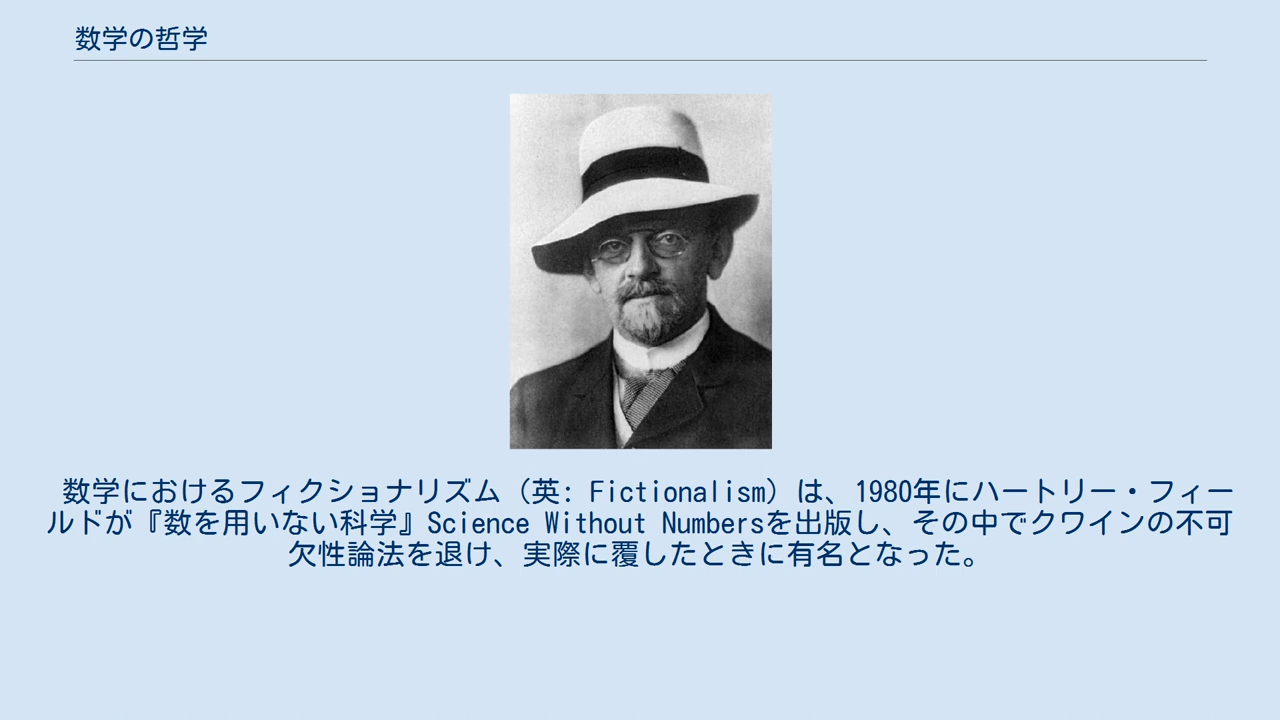 数学の哲学
数学におけるフィクショナリズム（英: Fictionalism）は、1980年にハートリー・フィー
ルドが『数を用いない科学』Science Without Numbersを出版し、その中でクワインの不可
欠性論法を退け、実際に覆したときに有名となった。